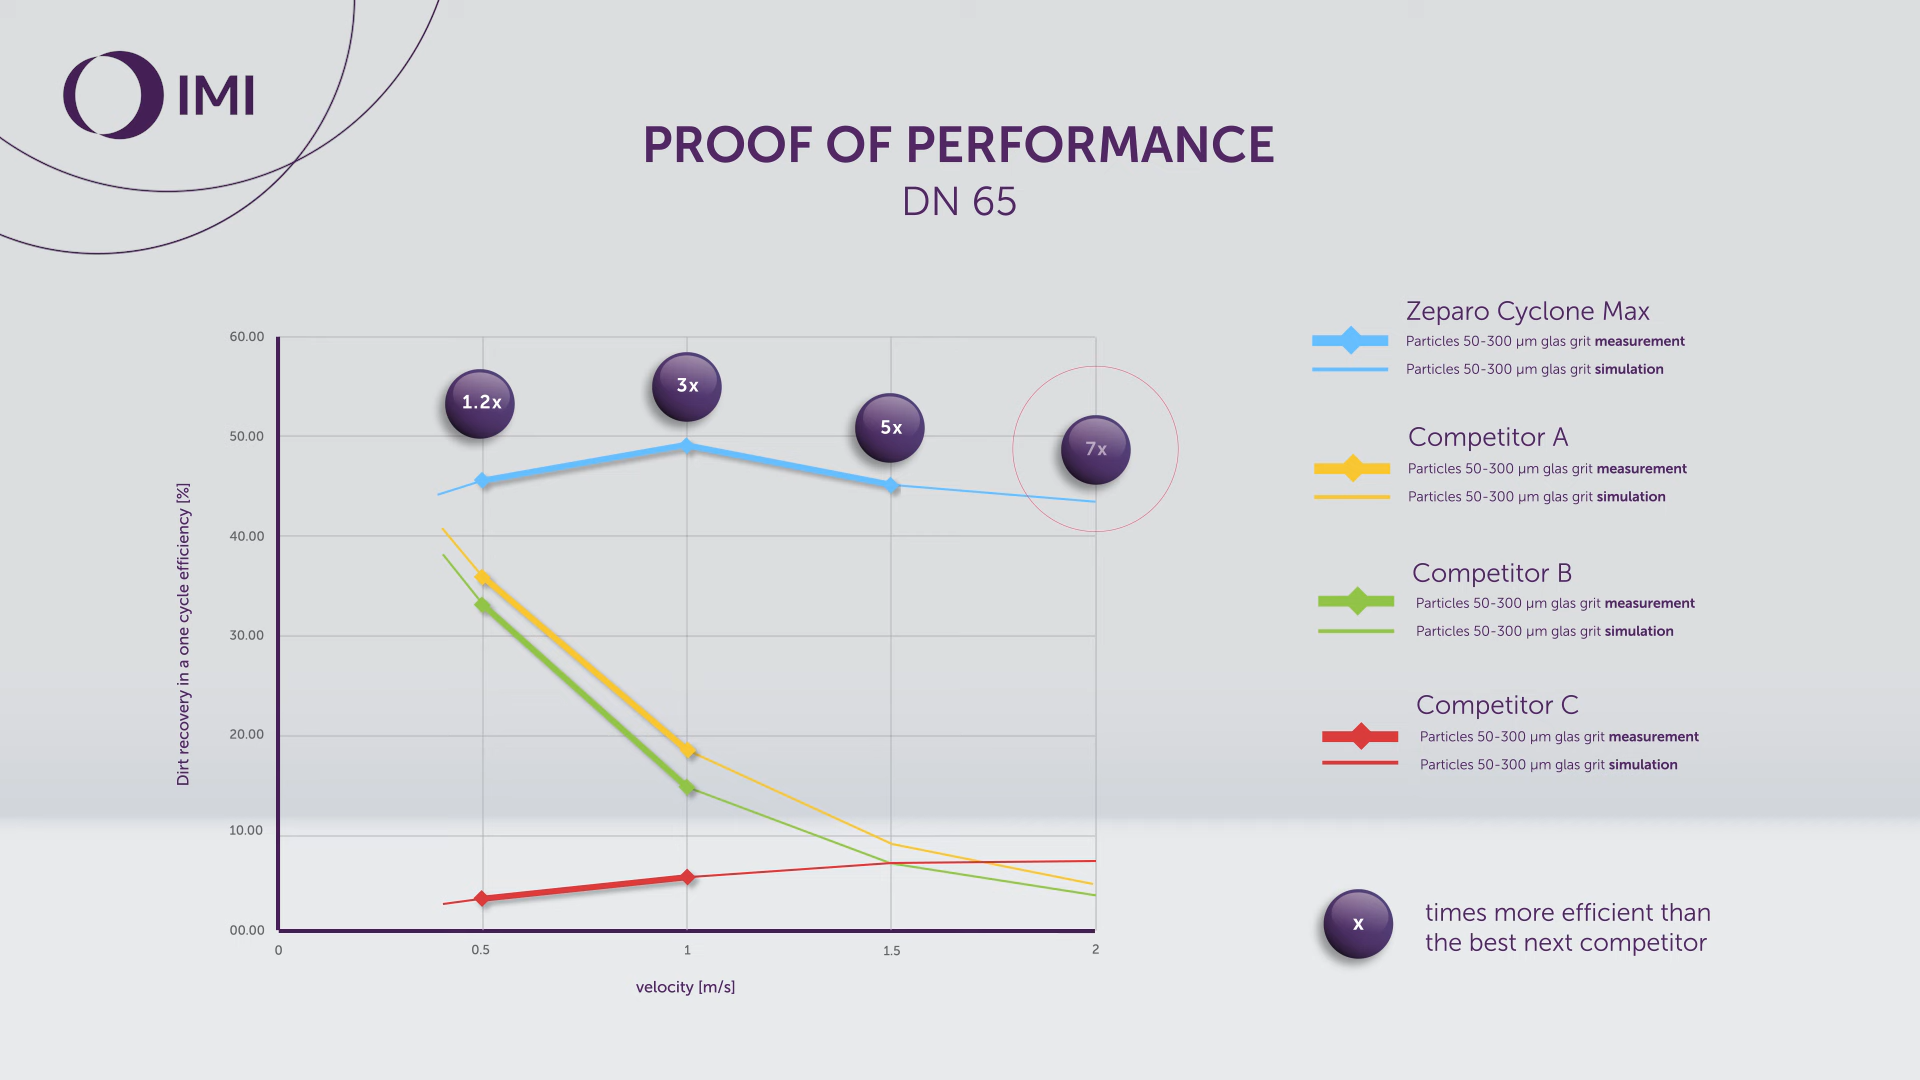 IMI
PROOF OF PERFORMANCE
DN 65
Dirt recovery in a one cycle efficiency [%]
60.00
50.00
40.00
30.00
20.00
10.00
00.00
1.2x
3x
5x
7x
0
0.5
1
1.5
2
velocity [m/s]
Zeparo Cyclone Max
Particles 50-300 µm glas grit measurement
Particles 50-300 µm glas grit simulation
Competitor A
Particles 50-300 µm glas grit measurement
Particles 50-300 µm glas grit simulation
Competitor B
Particles 50-300 µm glas grit measurement
Particles 50-300 µm glas grit simulation
Competitor C
Particles 50-300 µm glas grit measurement
Particles 50-300 µm glas grit simulation
x
times more efficient than
the best next competitor